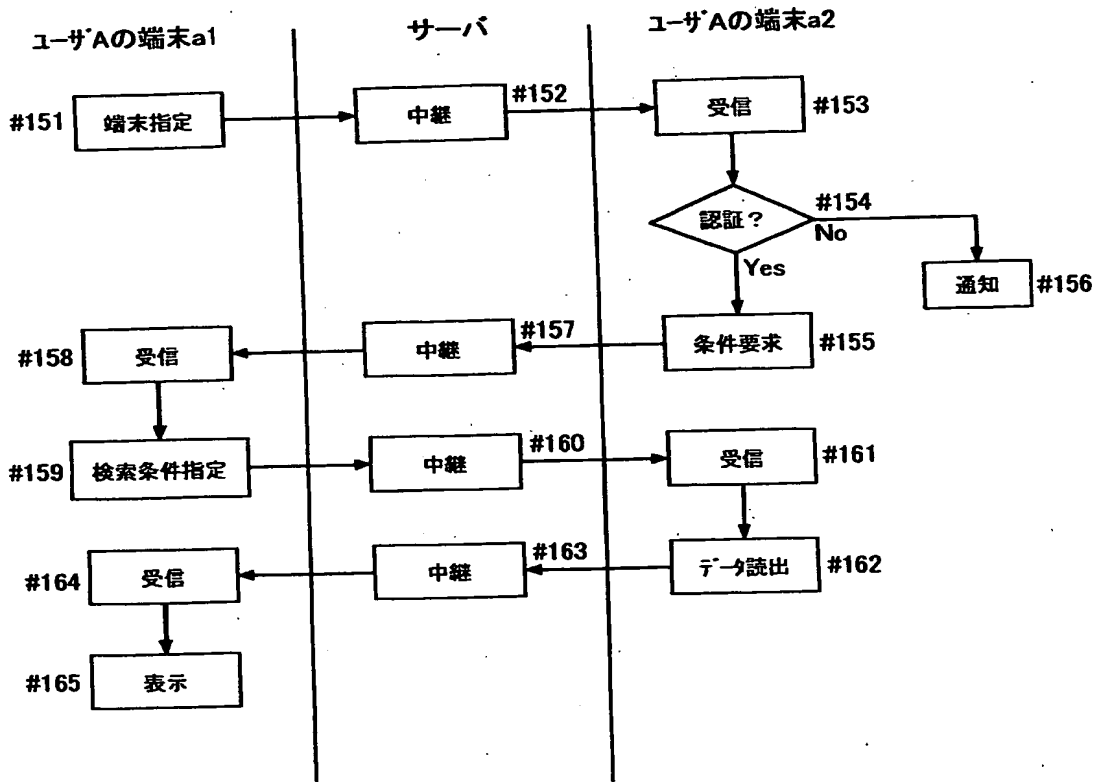 ユーザAの端末a1
サーバ
ユーザAの端末a2
#151
端末指定
中継
#152
受信
#153
認証?
#154
No
Yes
通知
#156
#158
受信
中継
#157
条件要求
#155
#159
検索条件指定
中継
#160
受信
#161
#164
受信
中継
#163
データ読出
#162
#165
表示